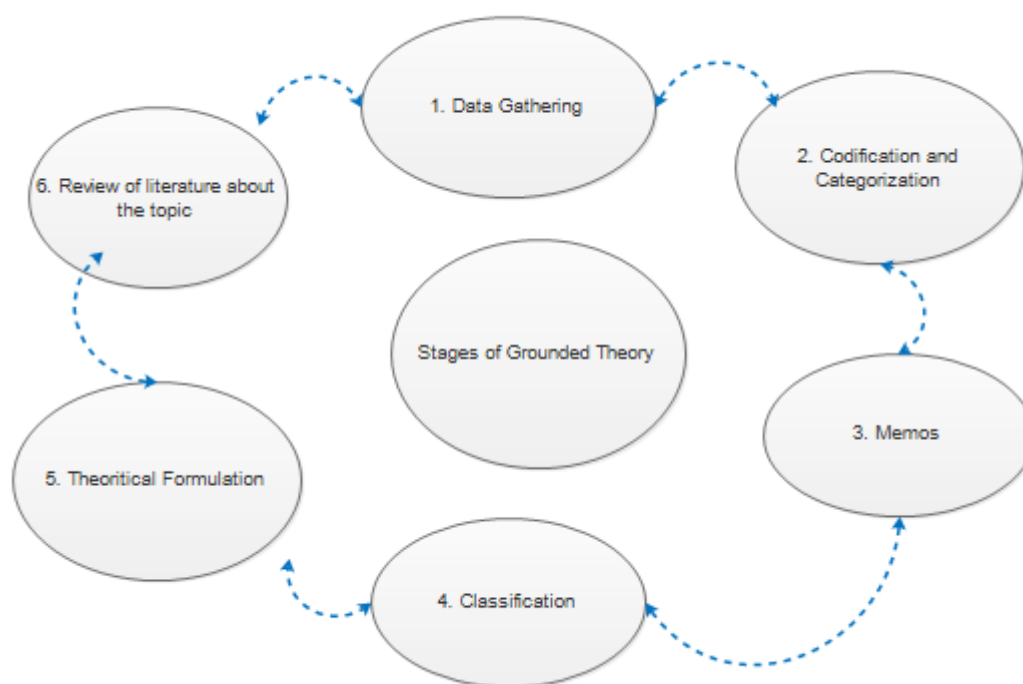 1. Data Gathering
2. Codification and
Categorization
3. Memos
4. Classification
5. Theoritical Formulation
6. Review of literature about
the topic
Stages of Grounded Theory